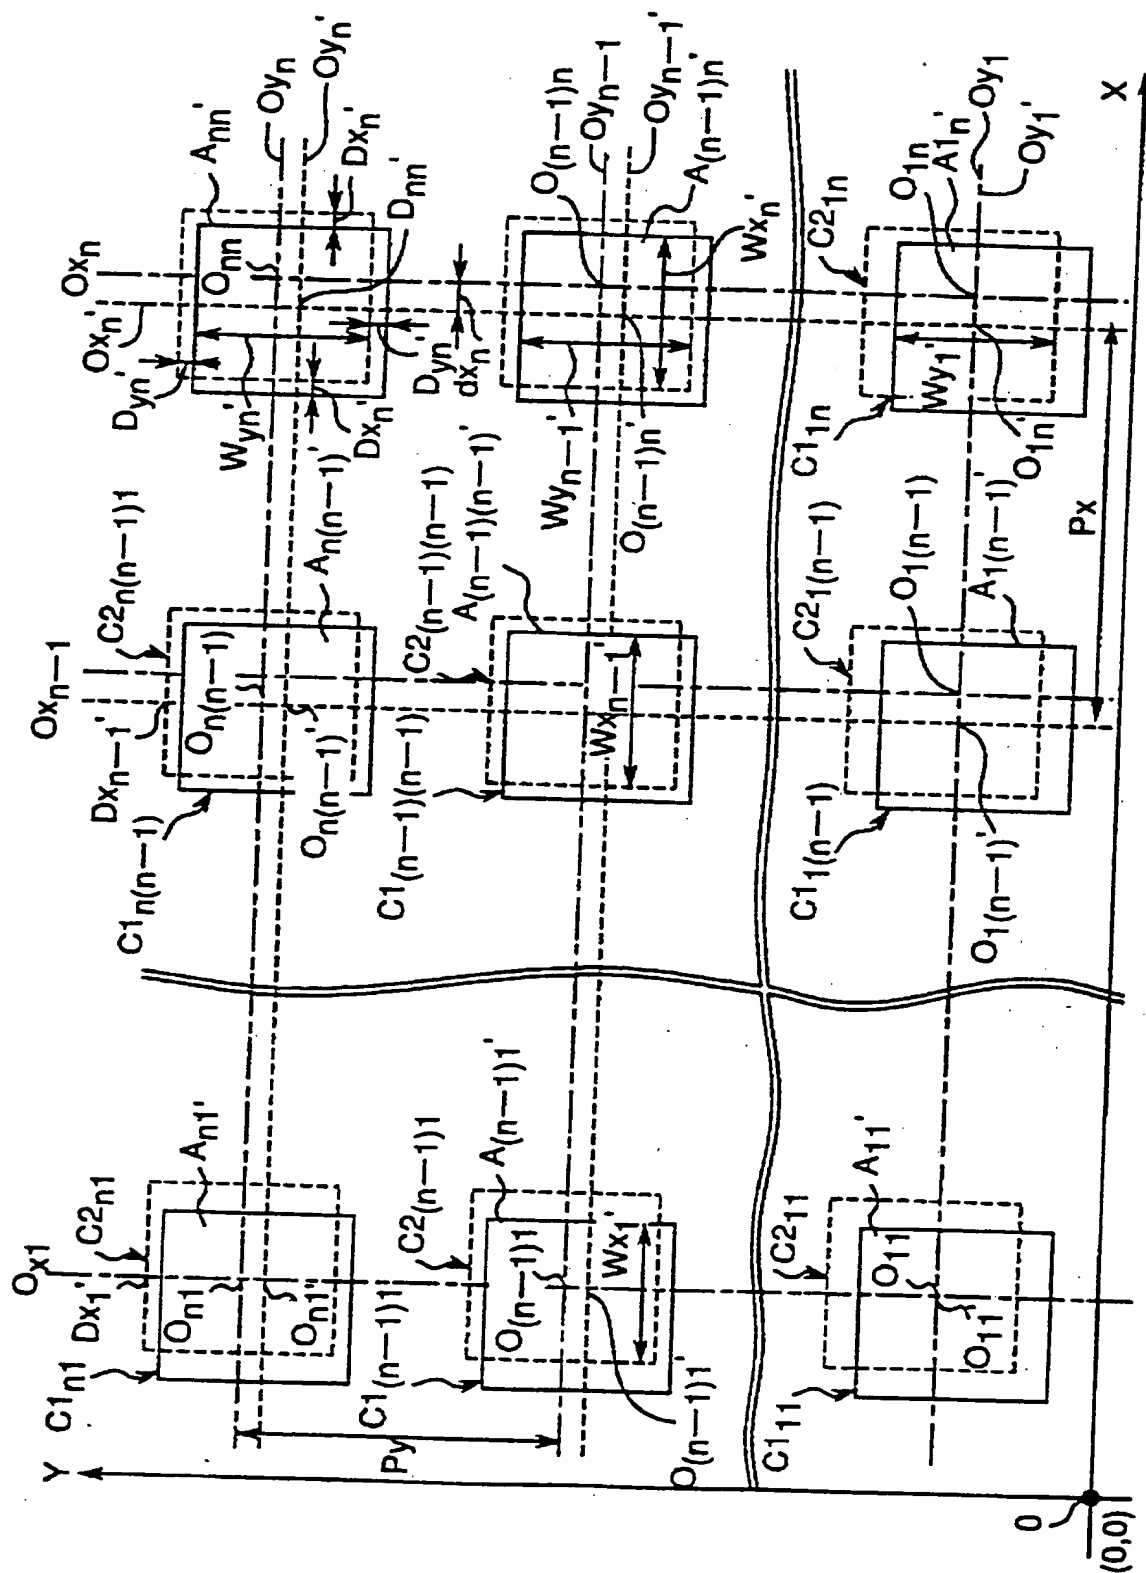 Ox1
Dx1'
C2n1
An1'
C1n1
On1
On1'
Oxn—1
C2n(n—1)1
Dxn—1'
C1n(n—1)
On(n—1)
On(n—1)'
An(n—1)'
Oxn
Oxn'
Dyn'
Wyn'
Onn
Ann'
Oyn
Oyn'
Dxn'
Dnn'
Dxn'
Dyn'
dxn
Y
Py
C1(n—1)1
C2(n—1)1
A(n—1)1'
O(n—1)1
Wx1'
O(n—1)1'
C1(n—1)(n—1)
C2(n—1)(n—1)
A(n—1)(n—1)'
Wxn—1'
Wyn—1'
O(n—1)n'
O(n—1)n
Oyn—1
Oyn—1'
A(n—1)n'
Wxn'
C111
C211
A11'
O11
O11
C11(n—1)
C21(n—1)
O1(n—1)
A1(n—1)'
O1(n—1)'
C11n
C21n
Wy1'
O1n
A1n'
Oy1
Oy1'
O1n'
Px
X
0
(0,0)